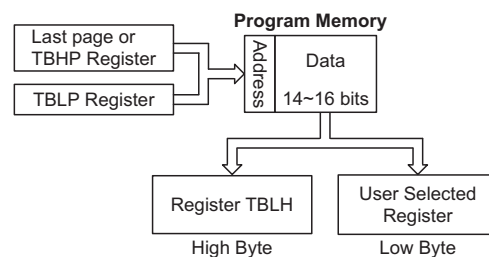 Program Memory
Last page or
TBHP Register
TBLP Register
Address
Data
14~16 bits
Register TBLH
High Byte
User Selected
Register
Low Byte